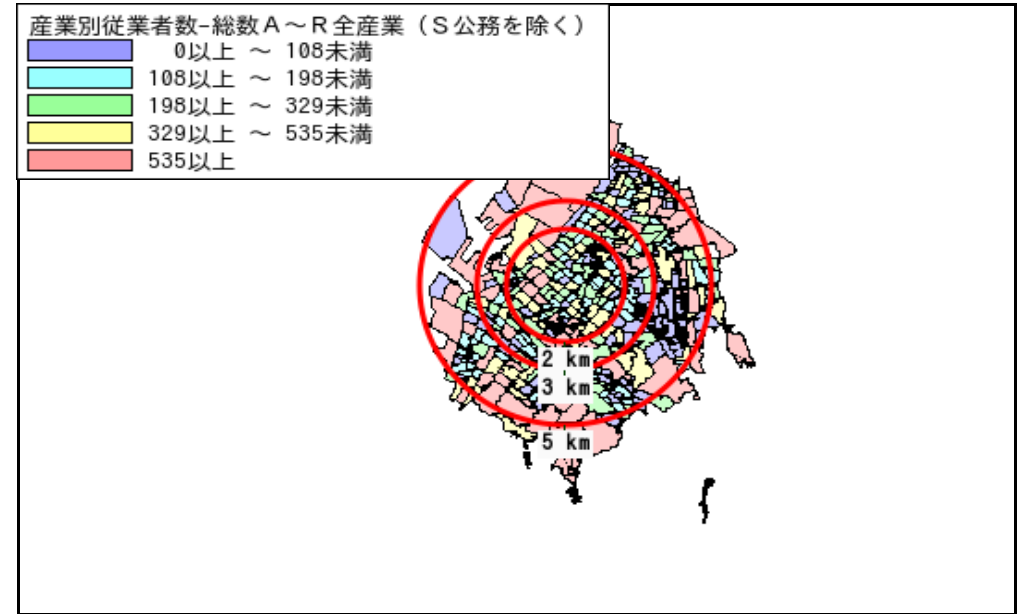 産業別従業者数-総数A～R全産業（S公務を除く）
0以上 ～ 108未満
108以上 ～ 198未満
198以上 ～ 329未満
329以上 ～ 535未満
535以上
2 km
3 km
5 km